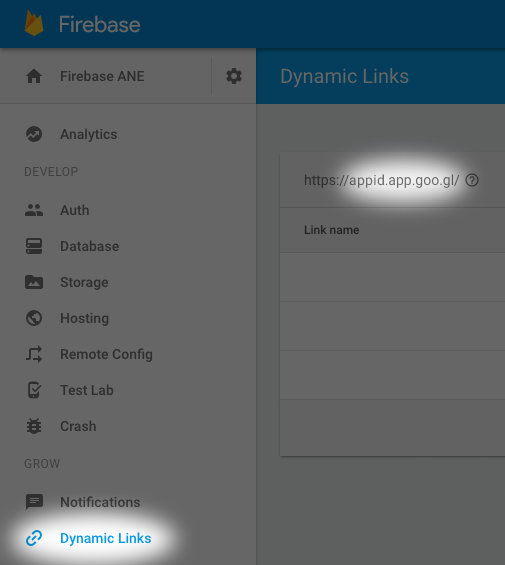 Firebase
Firebase ANE
Dynamic Links
Analytics
DEVELOP
Auth
Database
Storage
Hosting
Remote Config
Test Lab
Crash
GROW
Notifications
Dynamic Links
https://appid.app.goo.gl/
Link name